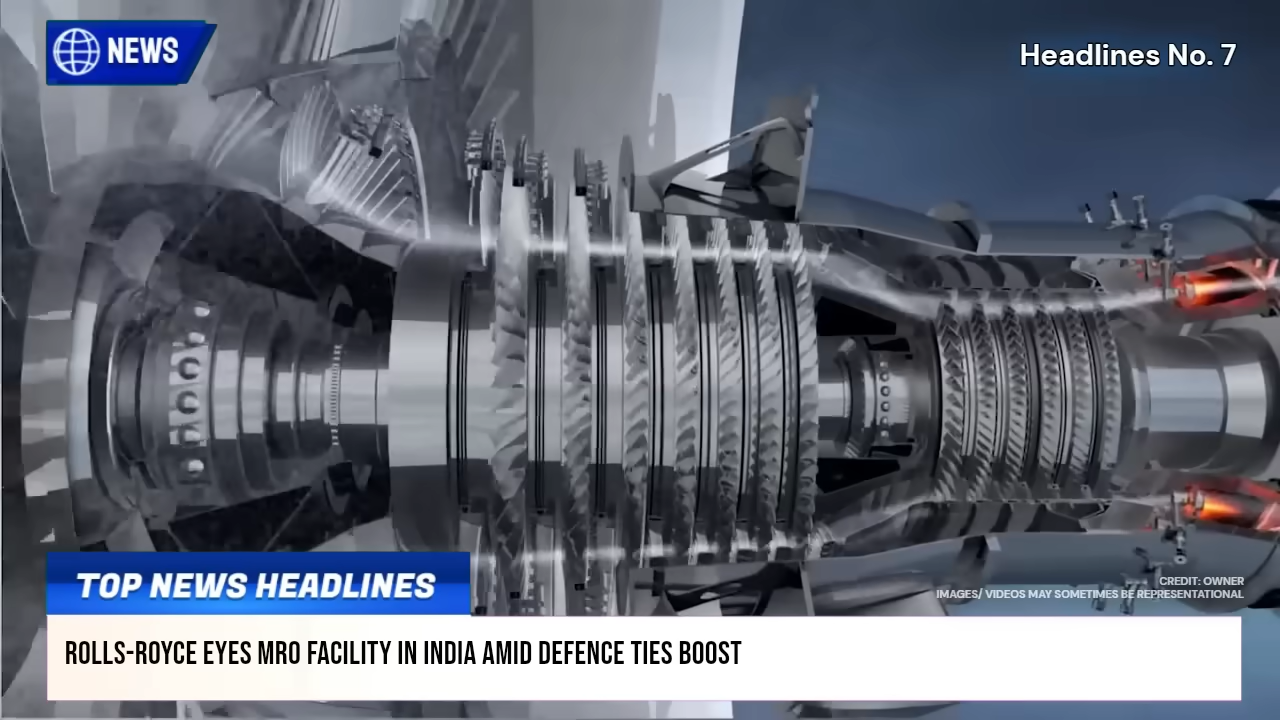 NEWS
Headlines No. 7
TOP NEWS HEADLINES
CREDIT: OWNER
IMAGES/ VIDEOS MAY SOMETIMES BE REPRESENTATIONAL
ROLLS-ROYCE EYES MRO FACILITY IN INDIA AMID DEFENCE TIES BOOST